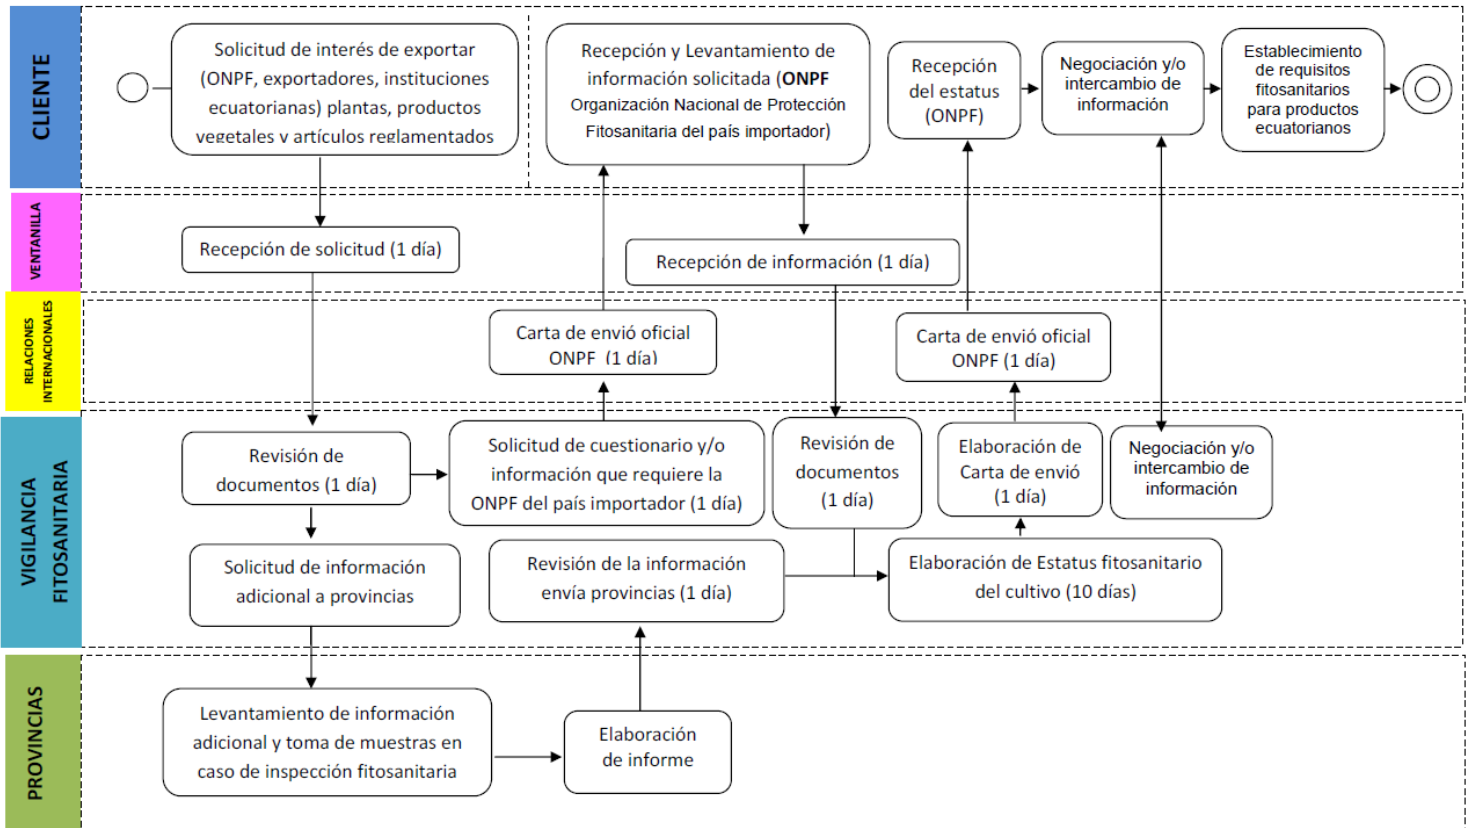 CLIENTE
Solicitud de interés de exportar
(ONPF, exportadores, instituciones
ecuatorianas) plantas, productos
vegetales y artículos reglamentados
Recepción y Levantamiento de
información solicitada (ONPF
Organización Nacional de Protección
Fitosanitaria del país importador)
Recepción
del estatus
(ONPF)
Negociación y/o
intercambio de
información
Establecimiento
de requisitos
fitosanitarios
para productos
ecuatorianos
VENTANILLA
Recepción de solicitud (1 día)
Recepción de información (1 día)
RELACIONES
INTERNACIONALES
Carta de envió oficial
ONPF (1 día)
Carta de envió oficial
ONPF (1 día)
VIGILANCIA
FITOSANITARIA
Revisión de
documentos (1 día)
Solicitud de cuestionario y/o
información que requiere la
ONPF del país importador (1 día)
Revisión de
documentos
(1 día)
Elaboración de
Carta de envió
(1 día)
Negociación y/o
intercambio de
información
Solicitud de información
adicional a provincias
Revisión de la información
envía provincias (1 día)
Elaboración de Estatus fitosanitario
del cultivo (10 días)
PROVINCIAS
Levantamiento de información
adicional y toma de muestras en
caso de inspección fitosanitaria
Elaboración
de informe